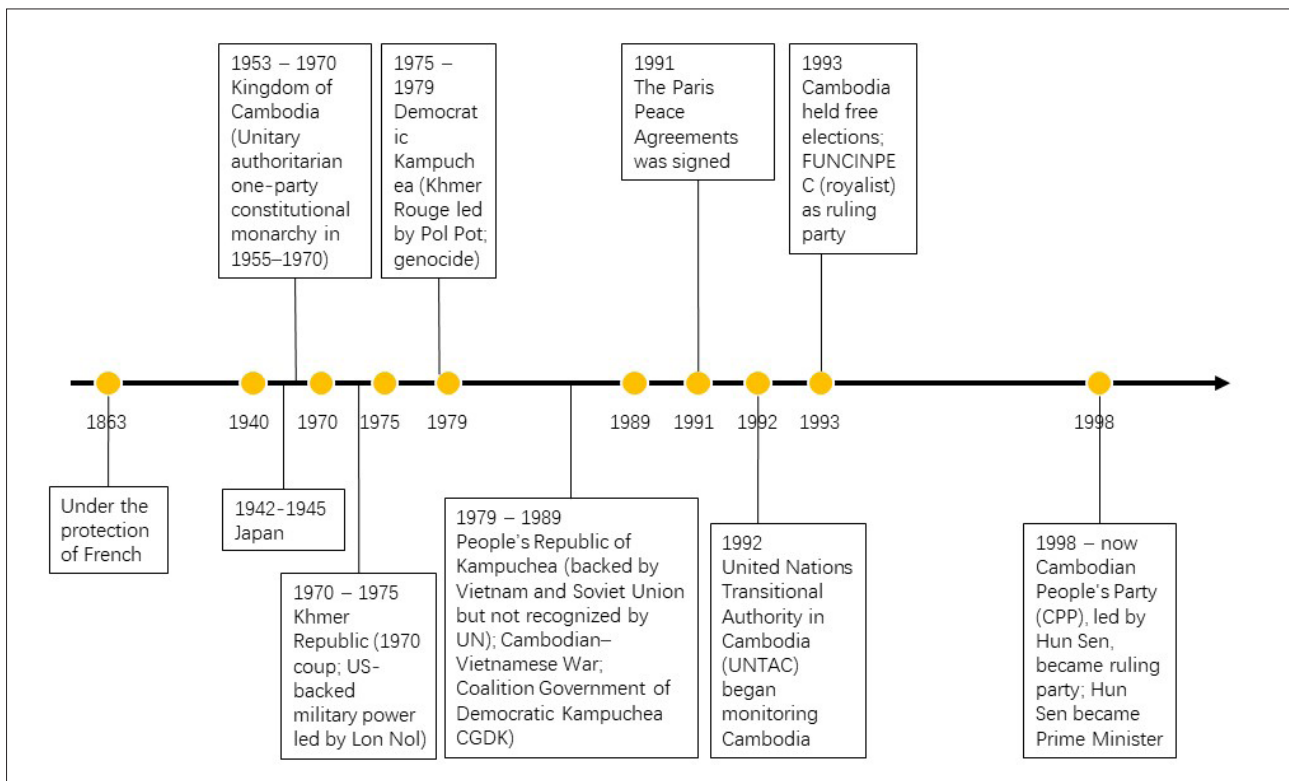 1953 – 1970
Kingdom of
Cambodia
(Unitary
authoritarian
one-party
constitutional
monarchy in
1955–1970)
1975 –
1979
Democrat
ic
Kampuch
ea (Khmer
Rouge led
by Pol Pot;
genocide)
1991
The Paris
Peace
Agreements
was signed
1993
Cambodia
held free
elections;
FUNCINPE
C (royalist)
as ruling
party
1863
1940
1970
1975
1979
1989
1991
1992
1993
1998
Under the
protection
of French
1942-1945
Japan
1970 – 1975
Khmer
Republic (1970
coup; US-
backed
military power
led by Lon Nol)
1979 – 1989
People's Republic of
Kampuchea (backed by
Vietnam and Soviet Union
but not recognized by
UN); Cambodian–
Vietnamese War;
Coalition Government of
Democratic Kampuchea
CGDK)
1992
United Nations
Transitional
Authority in
Cambodia
(UNTAC)
began
monitoring
Cambodia
1998 – now
Cambodian
People's Party
(CPP), led by
Hun Sen,
became ruling
party; Hun
Sen became
Prime Minister